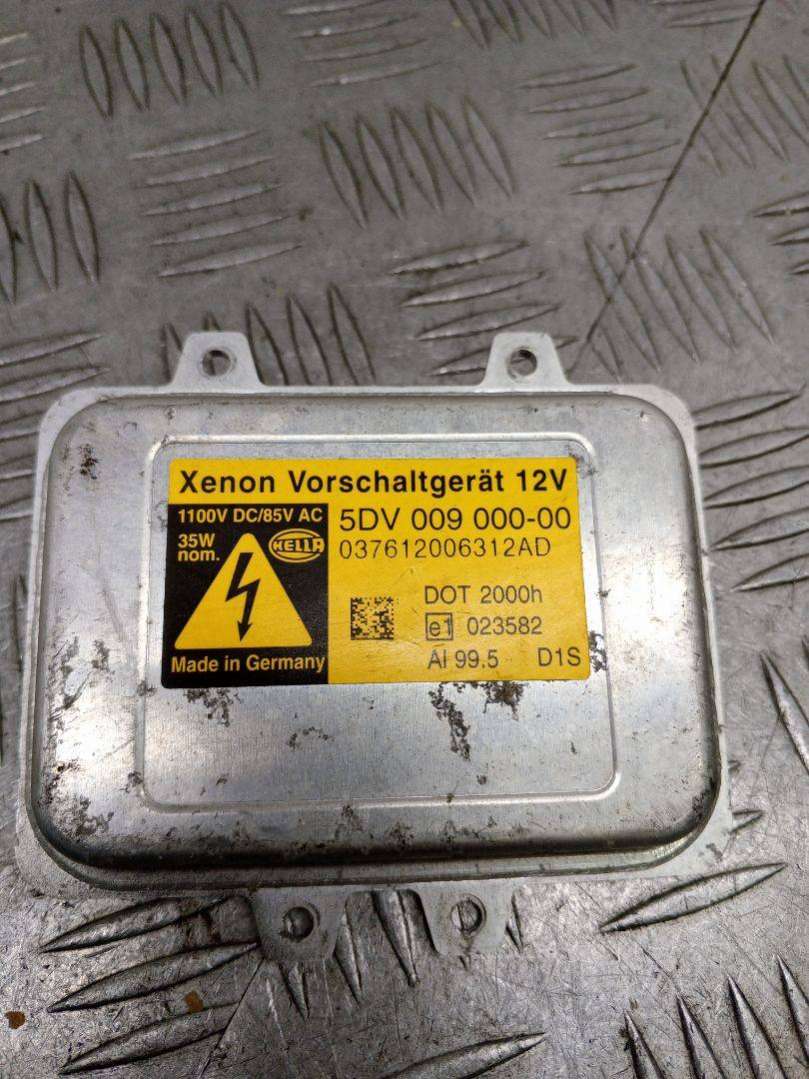 Xenon Vorschaltgerät 12V
1100V DC/85V AC
35W
nom.
HELLA
Made in Germany
5DV 009 000-00
037612006312AD
DOT 2000h
e1 023582
Al 99.5 D1S